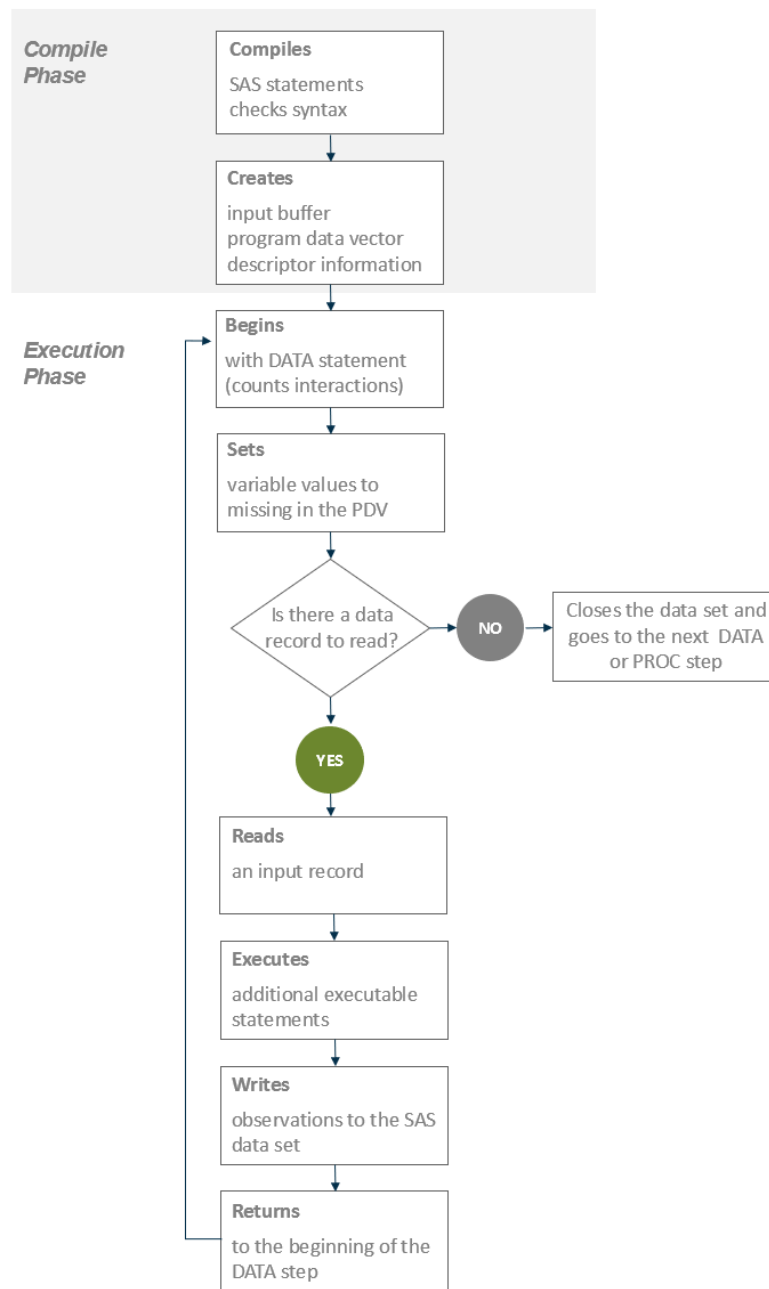 Compile
Phase
Compiles
SAS statements
checks syntax
Creates
input buffer
program data vector
descriptor information
Execution
Phase
Begins
with DATA statement
(counts interactions)
Sets
variable values to
missing in the PDV
Is there a data
record to read?
NO
Closes the data set and
goes to the next DATA
or PROC step
YES
Reads
an input record
Executes
additional executable
statements
Writes
observations to the SAS
data set
Returns
to the beginning of the
DATA step